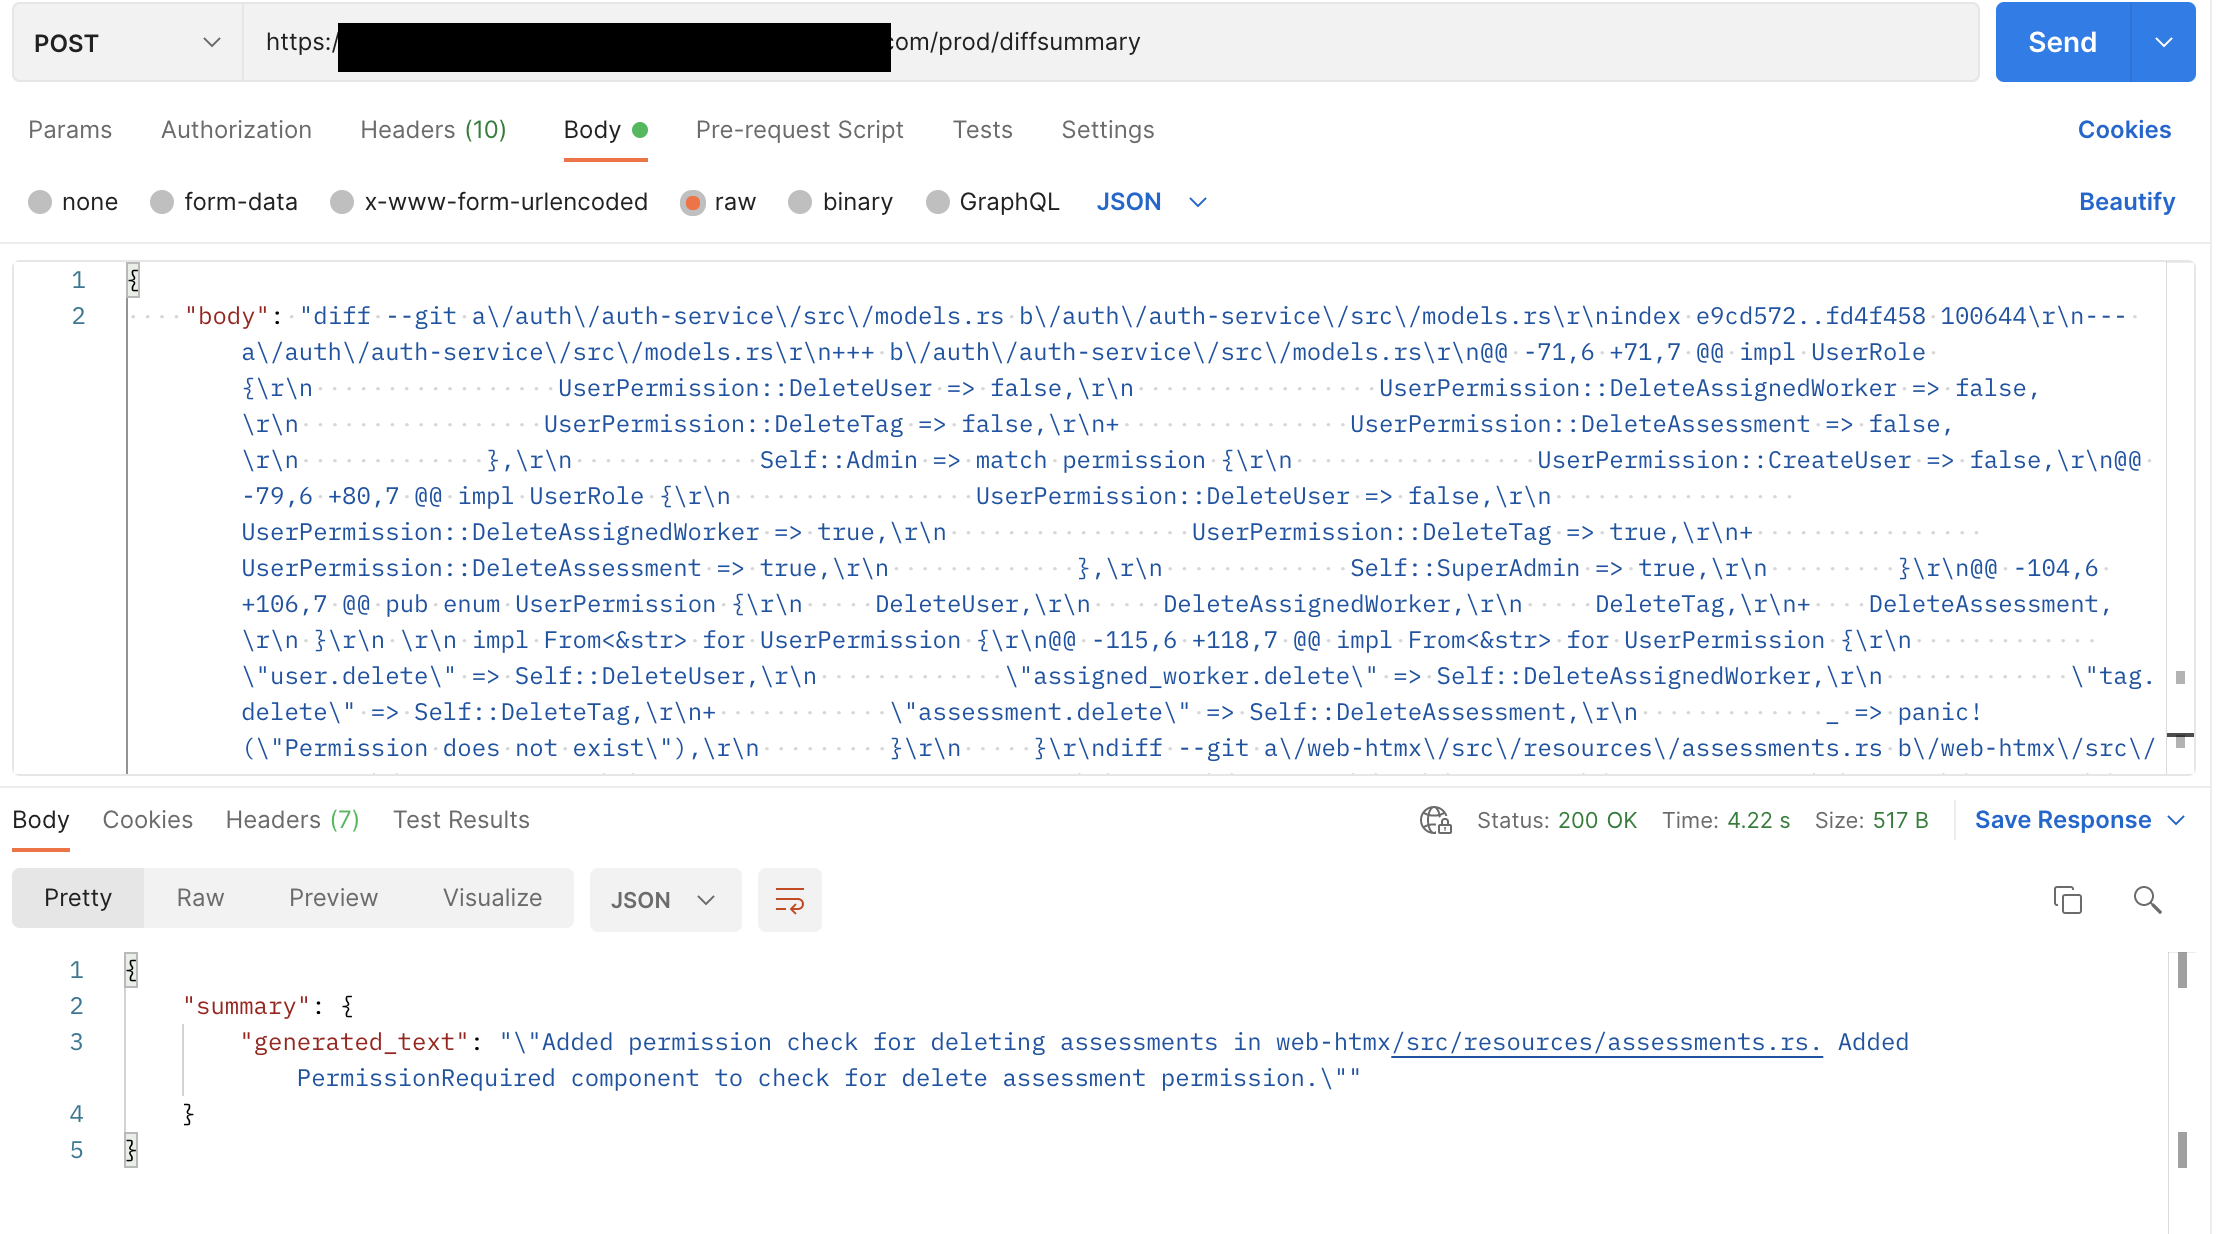 POST
https:/ com/prod/diffsummary
Send
Params Authorization Headers (10) Body Pre-request Script Tests Settings Cookies
none form-data x-www-form-urlencoded raw binary GraphQL JSON Beautify
1 {
2 "body": "diff --git a\/auth\/auth-service\/src\/models.rs b\/auth\/auth-service\/src\/models.rs\r\nindex e9cd572..fd4f458 100644\r\n---
a\/auth\/auth-service\/src\/models.rs\r\n+++ b\/auth\/auth-service\/src\/models.rs\r\n@@ -71,6 +71,7 @@ impl UserRole
{\r\n UserPermission::DeleteUser => false,\r\n UserPermission::DeleteAssignedWorker => false,
\r\n UserPermission::DeleteTag => false,\r\n+ UserPermission::DeleteAssessment => false,
\r\n },\r\n Self::Admin => match permission {\r\n UserPermission::CreateUser => false,\r\n@@
-79,6 +80,7 @@ impl UserRole {\r\n UserPermission::DeleteUser => false,\r\n
UserPermission::DeleteAssignedWorker => true,\r\n UserPermission::DeleteTag => true,\r\n+
UserPermission::DeleteAssessment => true,\r\n },\r\n Self::SuperAdmin => true,\r\n }\r\n@@ -104,6
+106,7 @@ pub enum UserPermission {\r\n DeleteUser,\r\n DeleteAssignedWorker,\r\n DeleteTag,\r\n+ DeleteAssessment,
\r\n }\r\n \r\n impl From<&str> for UserPermission {\r\n@@ -115,6 +118,7 @@ impl From<&str> for UserPermission {\r\n
\"user.delete\" => Self::DeleteUser,\r\n \"assigned_worker.delete\" => Self::DeleteAssignedWorker,\r\n \"tag.
delete\" => Self::DeleteTag,\r\n+ \"assessment.delete\" => Self::DeleteAssessment,\r\n _ => panic!
(\"Permission does not exist\"),\r\n }\r\n }\r\ndiff --git a\/web-htmx\/src\/resources\/assessments.rs b\/web-htmx\/src\/
Body Cookies Headers (7) Test Results Status: 200 OK Time: 4.22 s Size: 517 B Save Response
Pretty Raw Preview Visualize JSON
1 {
2 "summary": {
3 "generated_text": "\"Added permission check for deleting assessments in web-htmx/src/resources/assessments.rs. Added
PermissionRequired component to check for delete assessment permission.\""
4 }
5 }